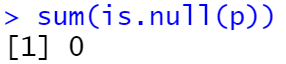 > sum(is.null(p))
[1] 0